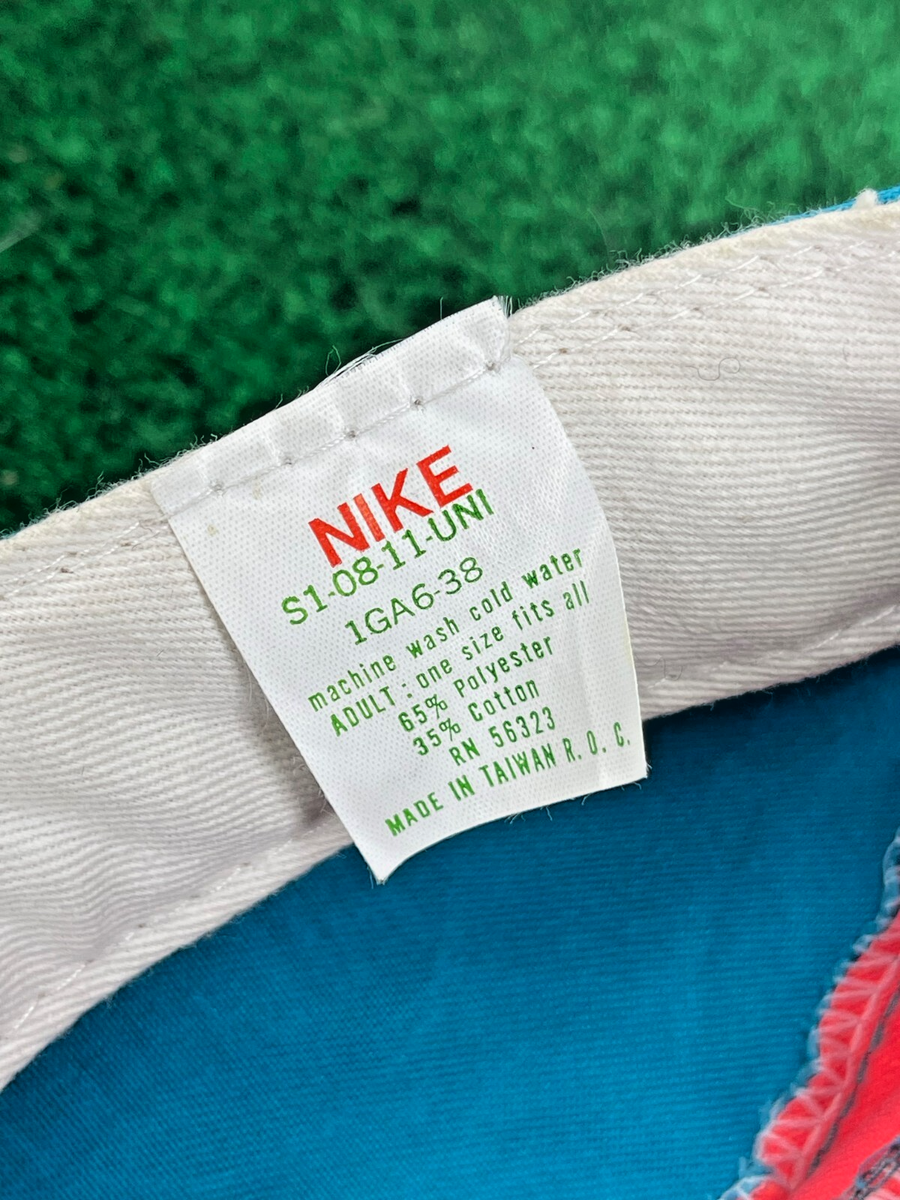 NIKE
S1-08-11-UNI
1GA6-38
machine wash cold water
ADULT : one size fits all
65% Polyester
35% Cotton
RN 56323
MADE IN TAIWAN R. O. C.